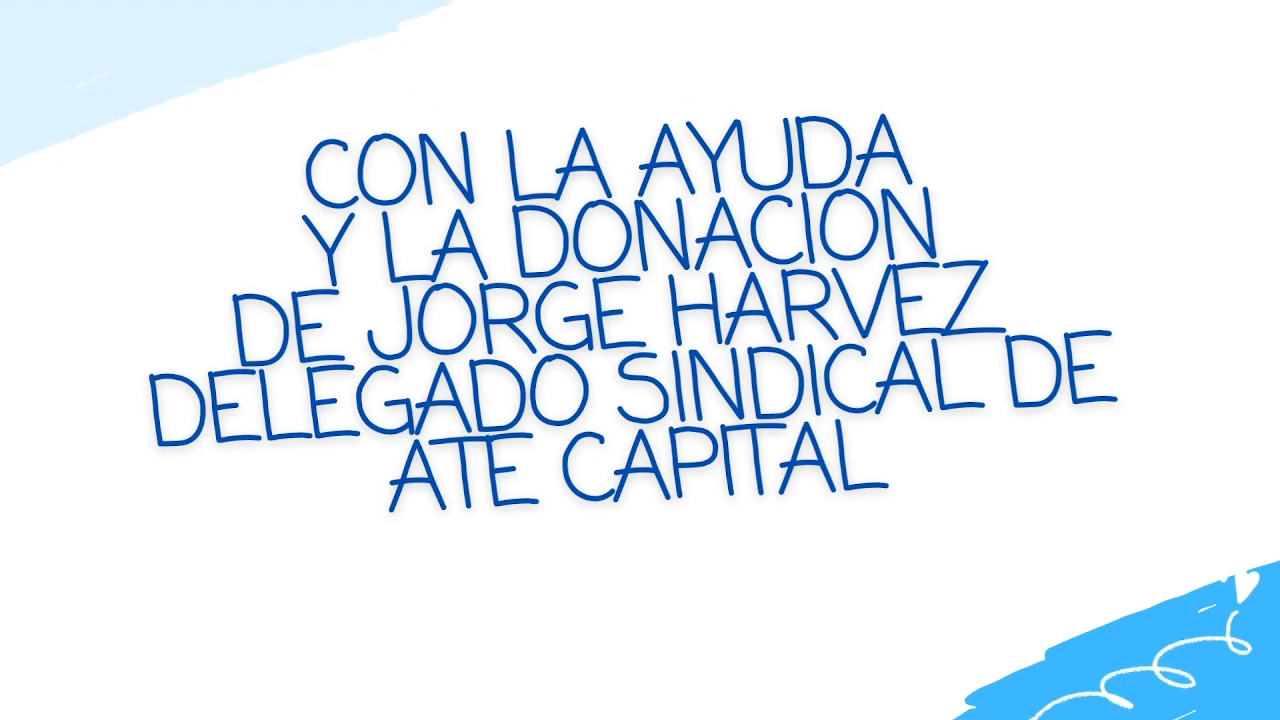 CON LA AYUDA
Y LA DONACION
DE JORGE HARVEZ
DELEGADO SINDICAL DE
ATE CAPITAL